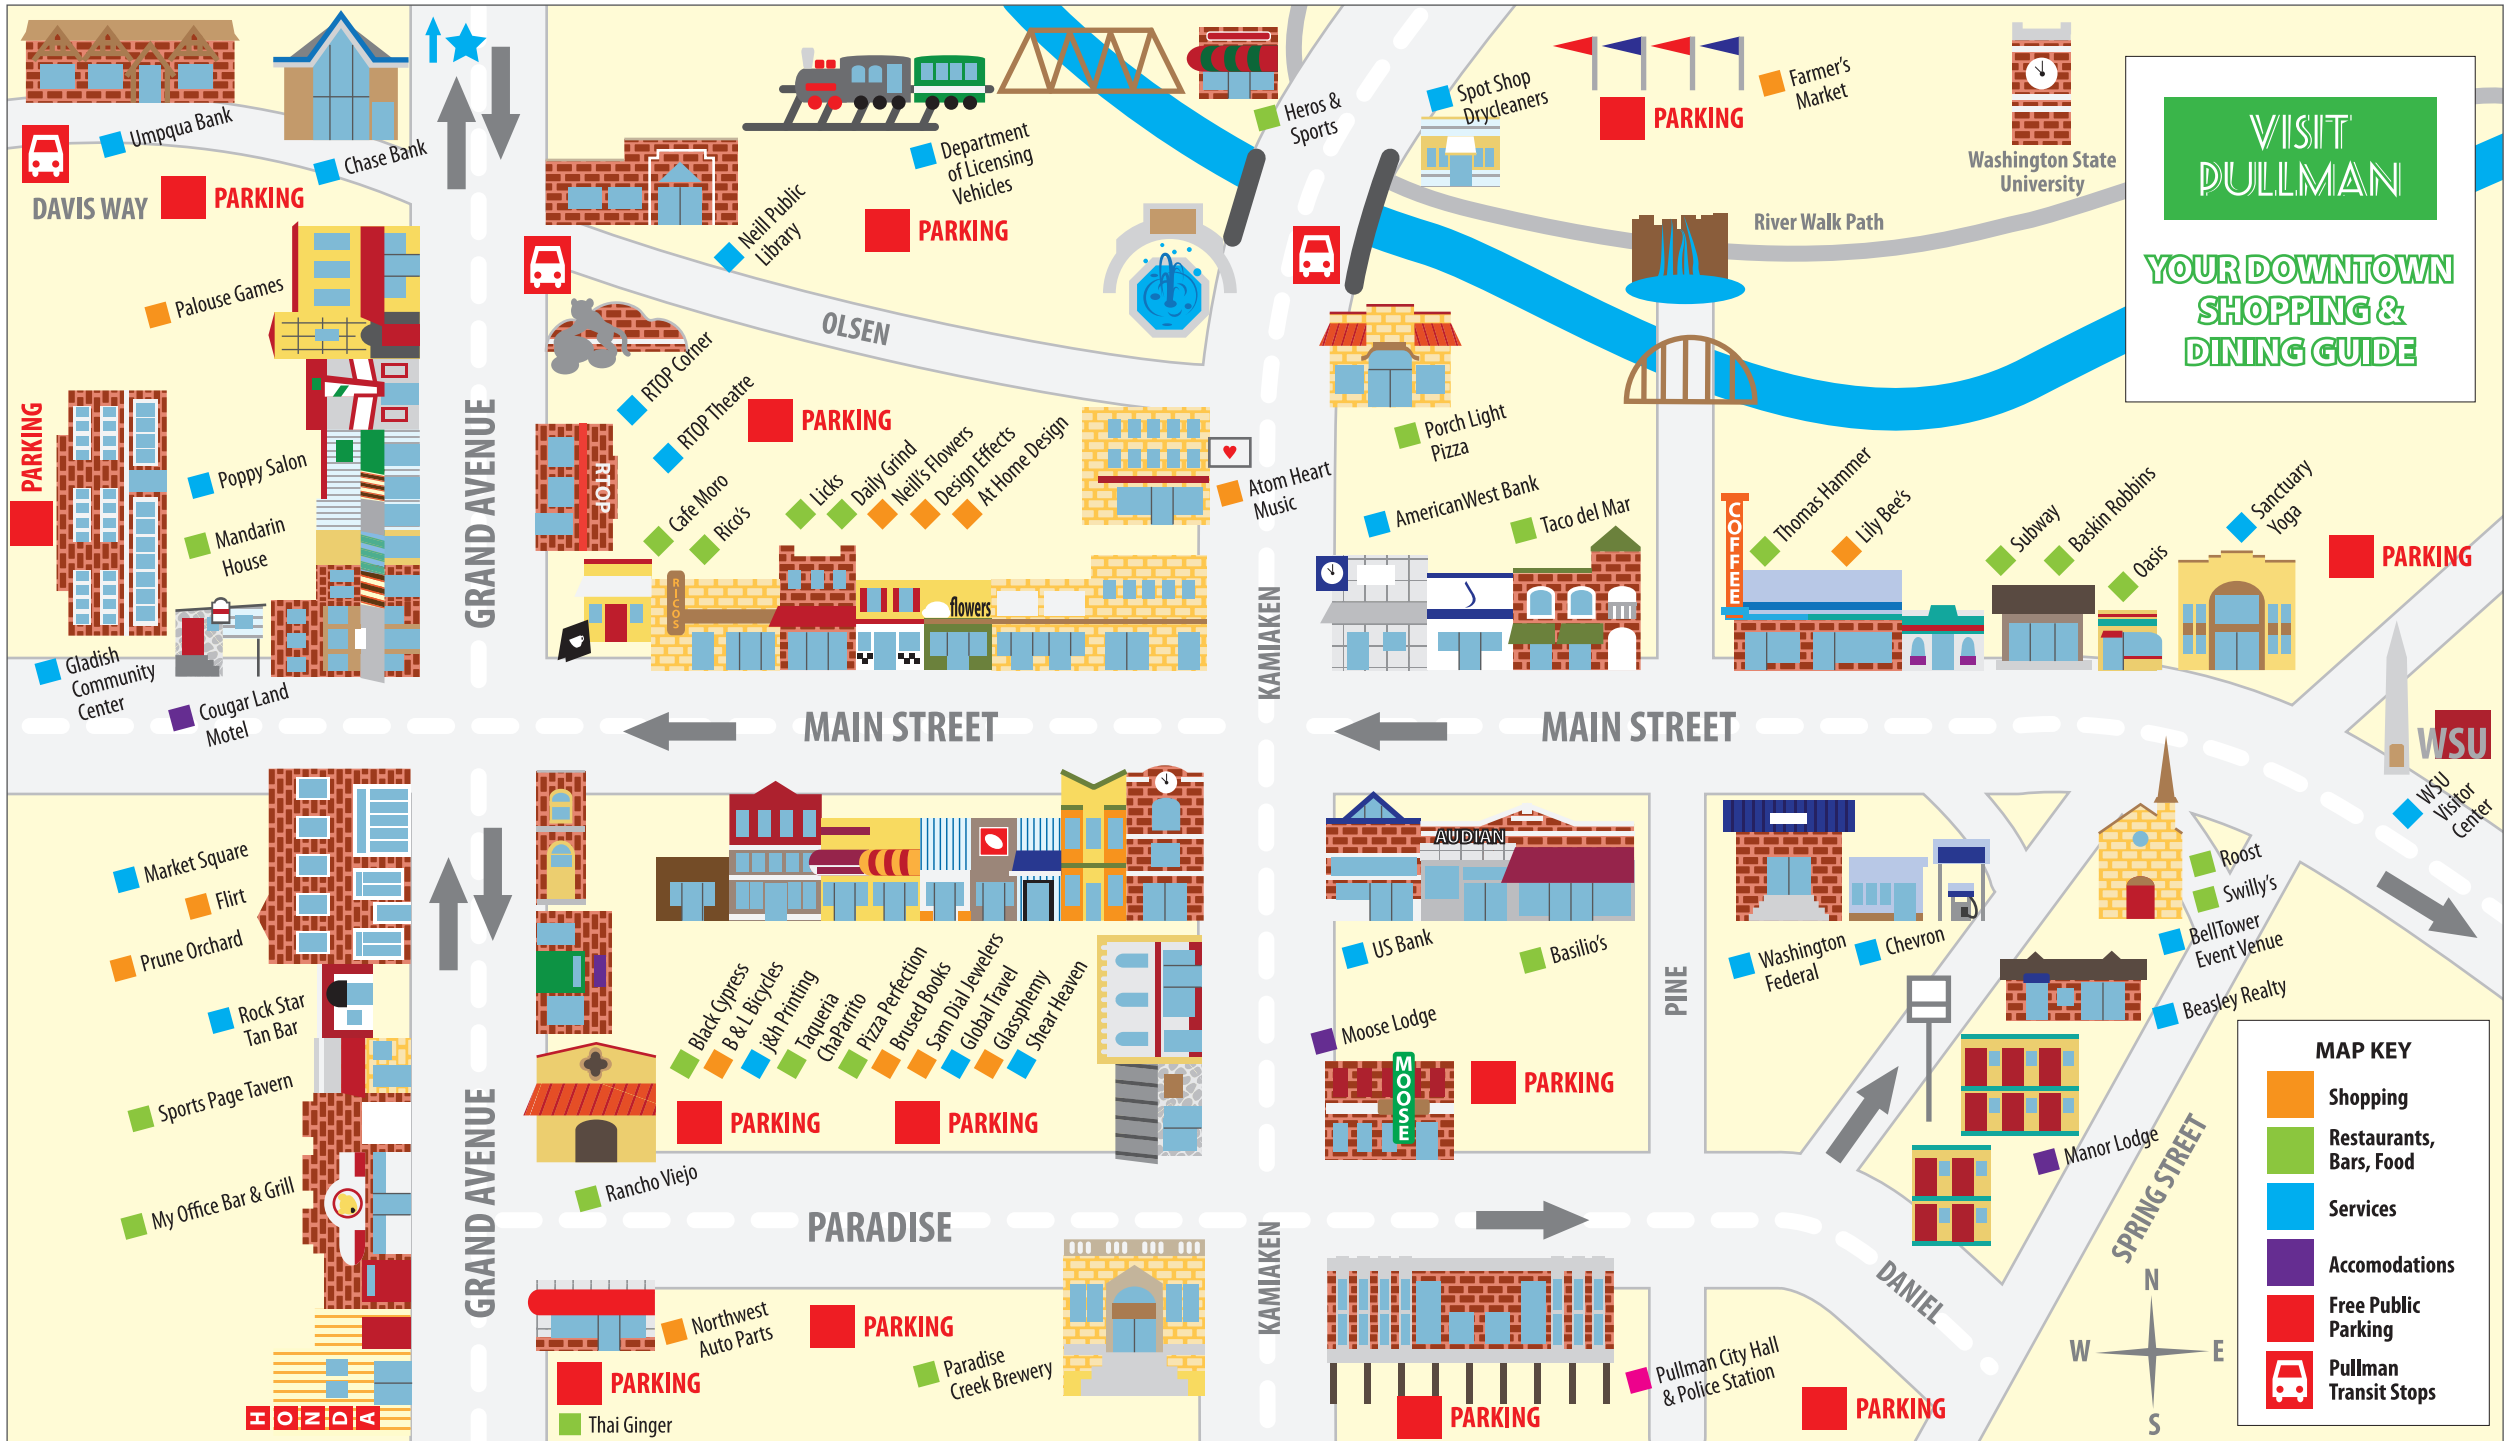 Umpqua Bank
Chase Bank
DAVIS WAY
PARKING
Palouse Games
PARKING
Poppy Salon
Mandarin
House
Gladish
Community
Center
Cougar Land
Motel
GRAND AVENUE
Neill Public
Library
Department
of Licensing
Vehicles
PARKING
OLSEN
RTOP Corner
RTOP Theatre
PARKING
RTOP
Cafe Moro
Rico's
Licks
Daily Grind
Neill's Flowers
Design Effects
At Home Design
RICOS
flowers
Heros &
Sports
Spot Shop
Drycleaners
PARKING
Farmer's
Market
Washington State
University
River Walk Path
VISIT
PULLMAN
YOUR DOWNTOWN
SHOPPING &
DINING GUIDE
Atom Heart
Music
Porch Light
Pizza
AmericanWest Bank
Taco del Mar
KAMIAKEN
COFFEE
Thomas Hammer
Lily Bee's
Subway
Baskin Robbins
Oasis
Sanctuary
Yoga
PARKING
MAIN STREET
MAIN STREET
WSU
WSU
Visitor
Center
Market Square
Flirt
Prune Orchard
Rock Star
Tan Bar
Sports Page Tavern
My Office Bar & Grill
HONDA
GRAND AVENUE
Black Cypress
B & L Bicycles
j&h Printing
Taqueria
ChaParrito
Pizza Perfection
Brused Books
Sam Dial Jewelers
Global Travel
Glassphemy
Shear Heaven
PARKING
PARKING
Rancho Viejo
PARADISE
AUDIAN
US Bank
Basilio's
Moose Lodge
MOOSE
PARKING
PINE
Washington
Federal
Chevron
Roost
Swilly's
BellTower
Event Venue
Beasley Realty
Manor Lodge
SPRING STREET
DANIEL
KAMIAKEN
Northwest
Auto Parts
PARKING
PARKING
Thai Ginger
Paradise
Creek Brewery
PARKING
Pullman City Hall
& Police Station
PARKING
MAP KEY
Shopping
Restaurants,
Bars, Food
Services
Accomodations
Free Public
Parking
Pullman
Transit Stops
N
W
E
S